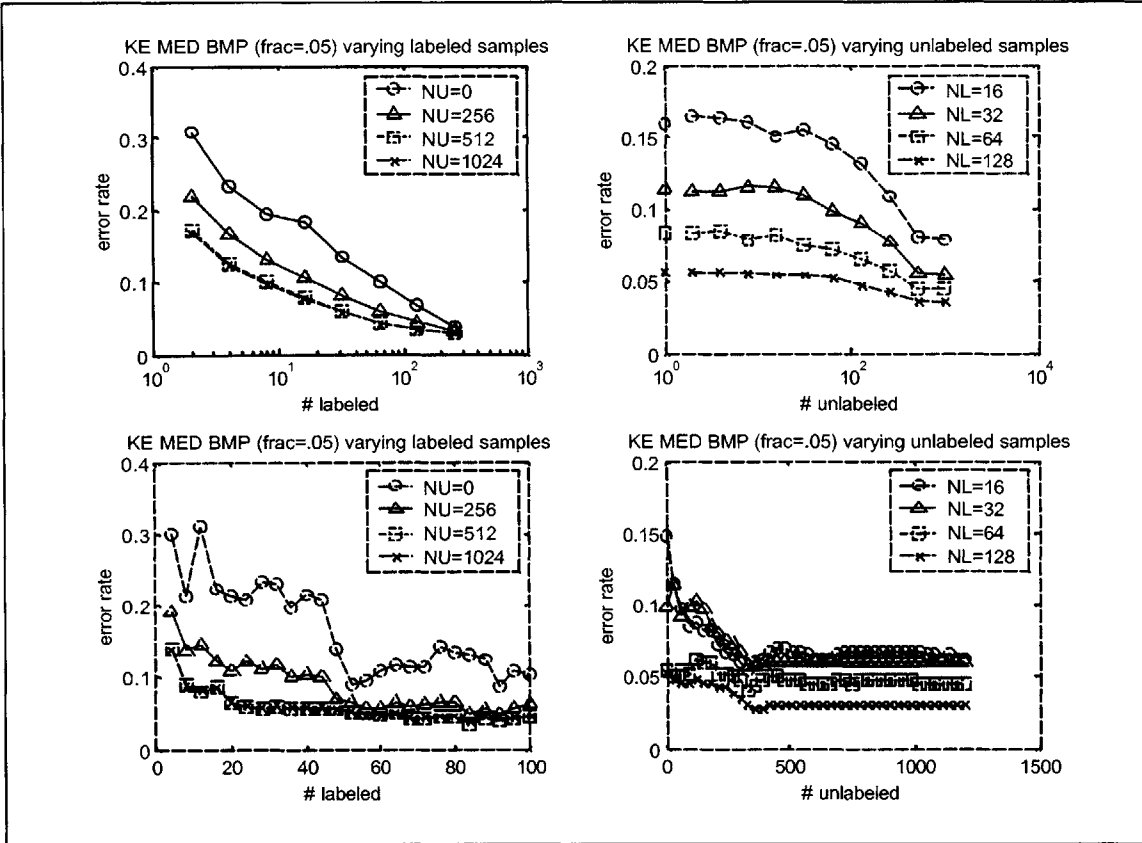 KE MED BMP (frac=.05) varying labeled samples
0.4
0.3
0.2
0.1
0
error rate
NU=0
NU=256
NU=512
NU=1024
10^0
10^1
10^2
10^3
# labeled
KE MED BMP (frac=.05) varying unlabeled samples
0.2
0.15
0.1
0.05
0
error rate
NL=16
NL=32
NL=64
NL=128
10^0
10^2
10^4
# unlabeled
KE MED BMP (frac=.05) varying labeled samples
0.4
0.3
0.2
0.1
0
error rate
NU=0
NU=256
NU=512
NU=1024
0
20
40
60
80
100
# labeled
KE MED BMP (frac=.05) varying unlabeled samples
0.2
0.15
0.1
0.05
0
error rate
NL=16
NL=32
NL=64
NL=128
0
500
1000
1500
# unlabeled